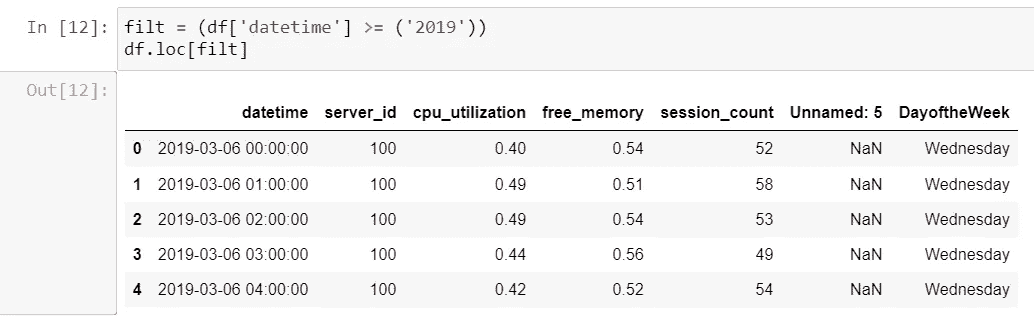 In [12]: filt = (df['datetime'] >= ('2019'))
df.loc[filt]
Out[12]:
datetime server_id cpu_utilization free_memory session_count Unnamed: 5 DayoftheWeek
0 2019-03-06 00:00:00 100 0.40 0.54 52 NaN Wednesday
1 2019-03-06 01:00:00 100 0.49 0.51 58 NaN Wednesday
2 2019-03-06 02:00:00 100 0.49 0.54 53 NaN Wednesday
3 2019-03-06 03:00:00 100 0.44 0.56 49 NaN Wednesday
4 2019-03-06 04:00:00 100 0.42 0.52 54 NaN Wednesday